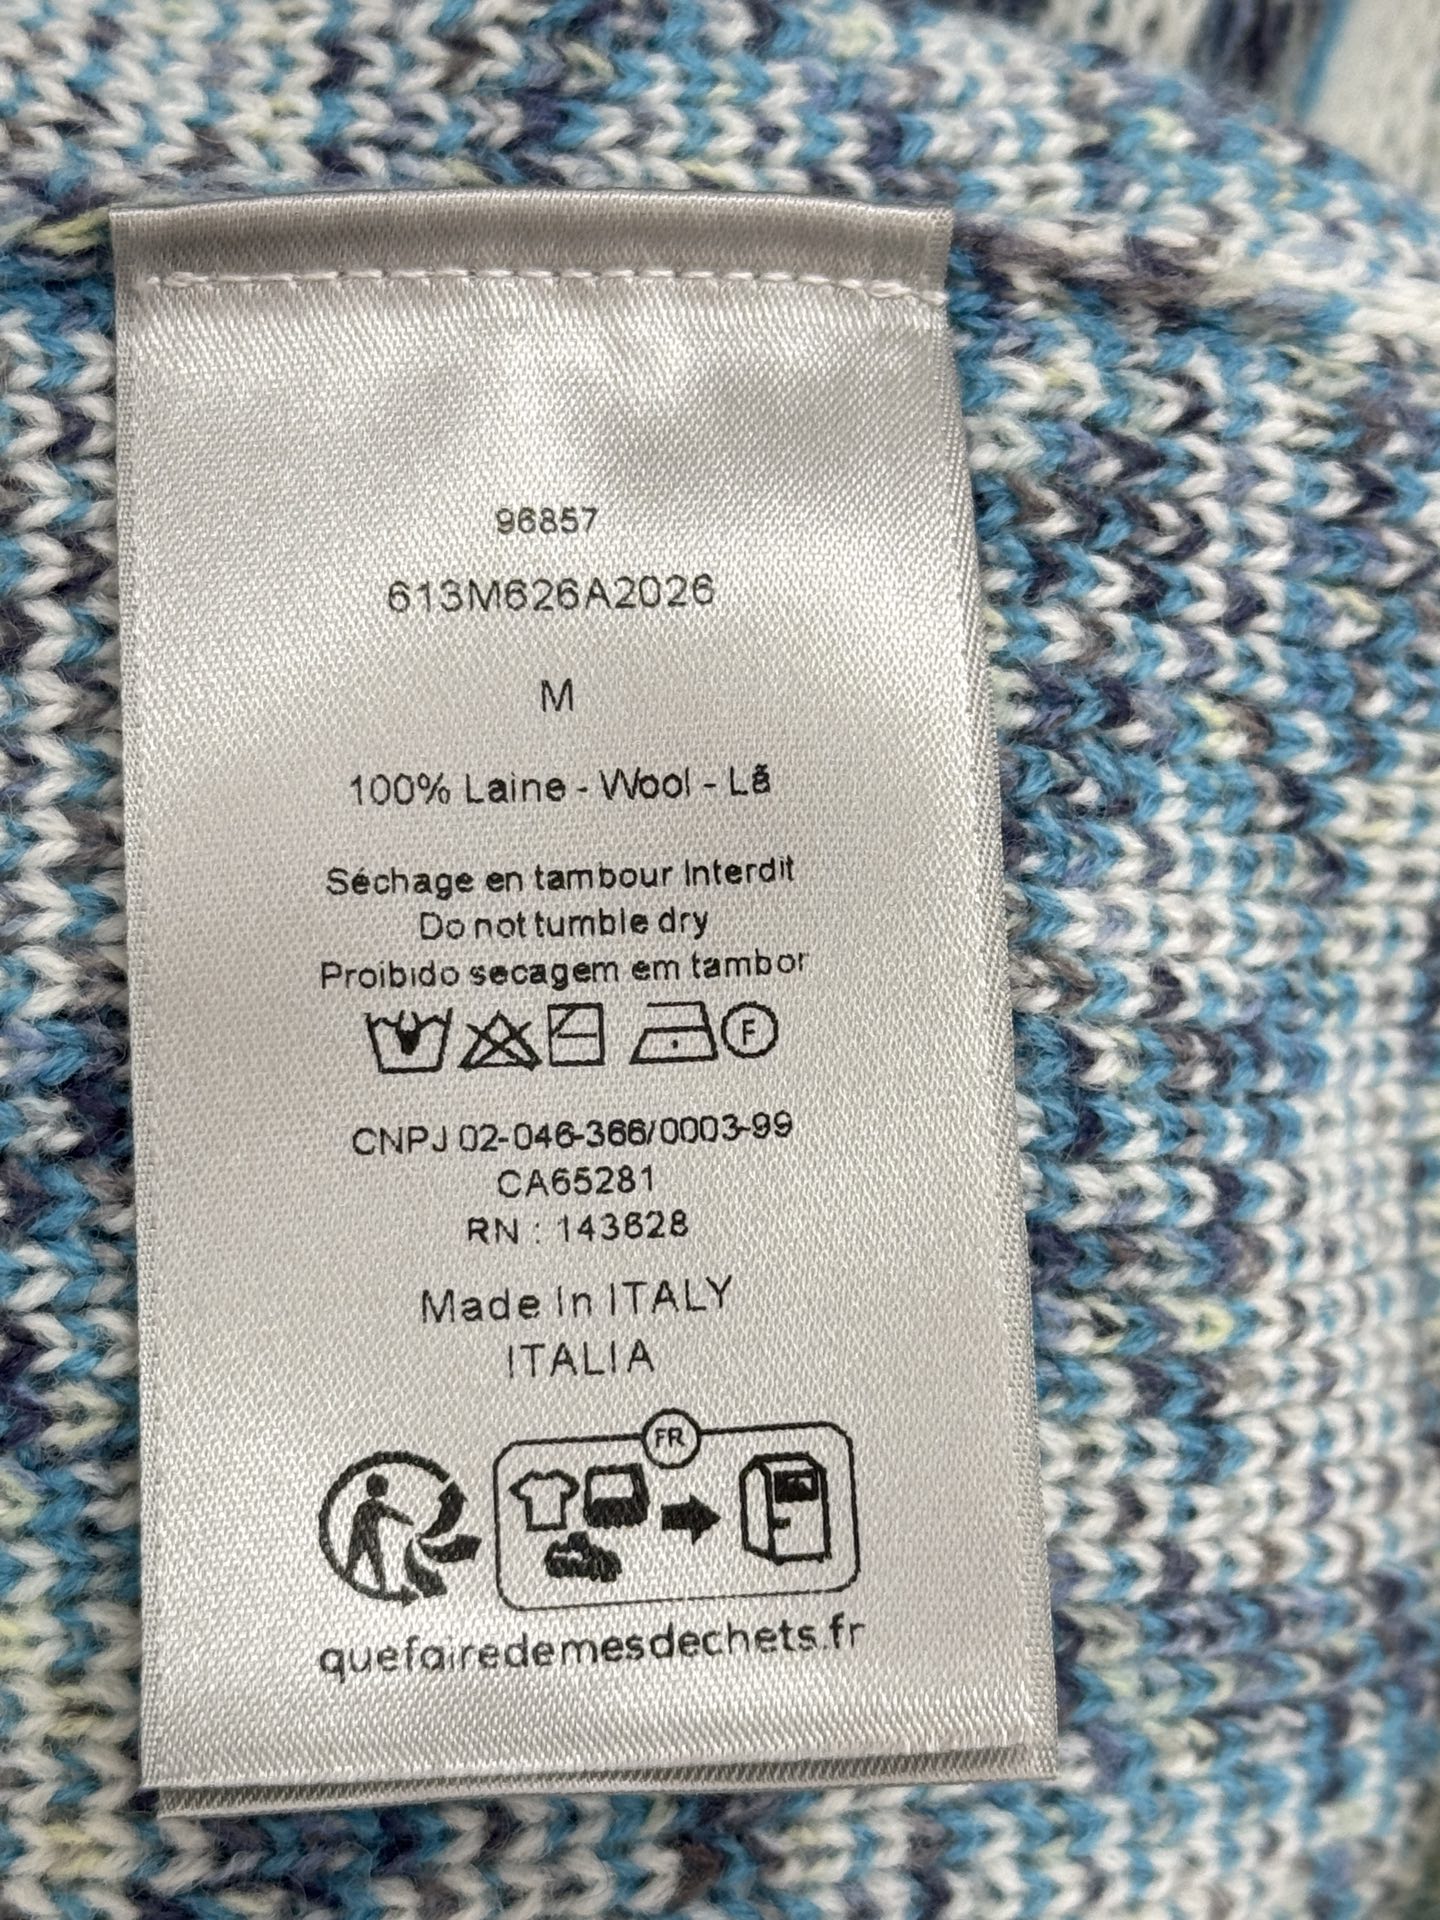 96857
613M626A2026
M
100% Laine - Wool - Lã
Séchage en tambour Interdit
Do not tumble dry
Proibido secagem em tambor
F
CNPJ 02-046-366/0003-99
CA65281
RN : 143628
Made In ITALY
ITALIA
FR
quefairedemesdechets.fr